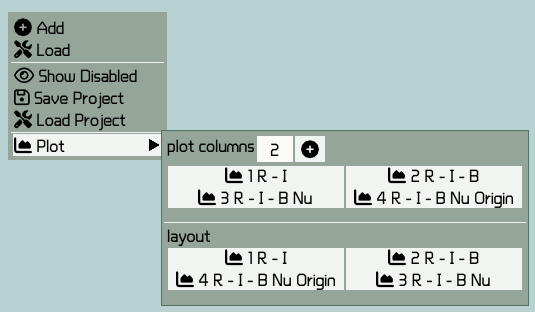 Add
Load
Show Disabled
Save Project
Load Project
Plot
plot columns 2
1 R - I 2 R - I - B
3 R - I - B Nu 4 R - I - B Nu Origin
layout
1 R - I 2 R - I - B
4 R - I - B Nu Origin 3 R - I - B Nu